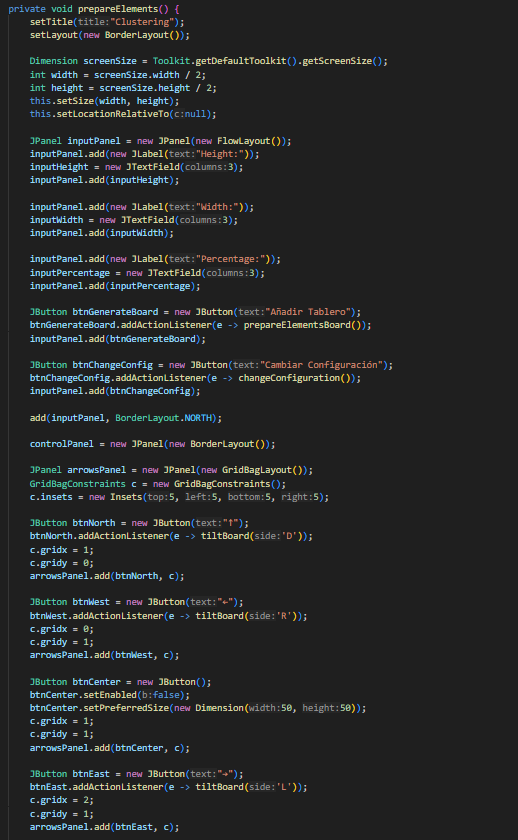 private void prepareElements() {
setTitle(title:"Clustering");
setLayout(new BorderLayout());
Dimension screenSize = Toolkit.getDefaultToolkit().getScreenSize();
int width = screenSize.width / 2;
int height = screenSize.height / 2;
this.setSize(width, height);
this.setLocationRelativeTo(c:null);
JPanel inputPanel = new JPanel(new FlowLayout());
inputPanel.add(new JLabel(text:"Height:"));
inputHeight = new JTextField(columns:3);
inputPanel.add(inputHeight);
inputPanel.add(new JLabel(text:"Width:"));
inputWidth = new JTextField(columns:3);
inputPanel.add(inputWidth);
inputPanel.add(new JLabel(text:"Percentage:"));
inputPercentage = new JTextField(columns:3);
inputPanel.add(inputPercentage);
JButton btnGenerateBoard = new JButton(text:"Añadir Tablero");
btnGenerateBoard.addActionListener(e -> prepareElementsBoard());
inputPanel.add(btnGenerateBoard);
JButton btnChangeConfig = new JButton(text:"Cambiar Configuración");
btnChangeConfig.addActionListener(e -> changeConfiguration());
inputPanel.add(btnChangeConfig);
add(inputPanel, BorderLayout.NORTH);
controlPanel = new JPanel(new BorderLayout());
JPanel arrowsPanel = new JPanel(new GridBagLayout());
GridBagConstraints c = new GridBagConstraints();
c.insets = new Insets(top:5, left:5, bottom:5, right:5);
JButton btnNorth = new JButton(text:"↑");
btnNorth.addActionListener(e -> tiltBoard(side:'D'));
c.gridx = 1;
c.gridy = 0;
arrowsPanel.add(btnNorth, c);
JButton btnWest = new JButton(text:"←");
btnWest.addActionListener(e -> tiltBoard(side:'R'));
c.gridx = 0;
c.gridy = 1;
arrowsPanel.add(btnWest, c);
JButton btnCenter = new JButton();
btnCenter.setEnabled(b:false);
btnCenter.setPreferredSize(new Dimension(width:50, height:50));
c.gridx = 1;
c.gridy = 1;
arrowsPanel.add(btnCenter, c);
JButton btnEast = new JButton(text:"→");
btnEast.addActionListener(e -> tiltBoard(side:'L'));
c.gridx = 2;
c.gridy = 1;
arrowsPanel.add(btnEast, c);